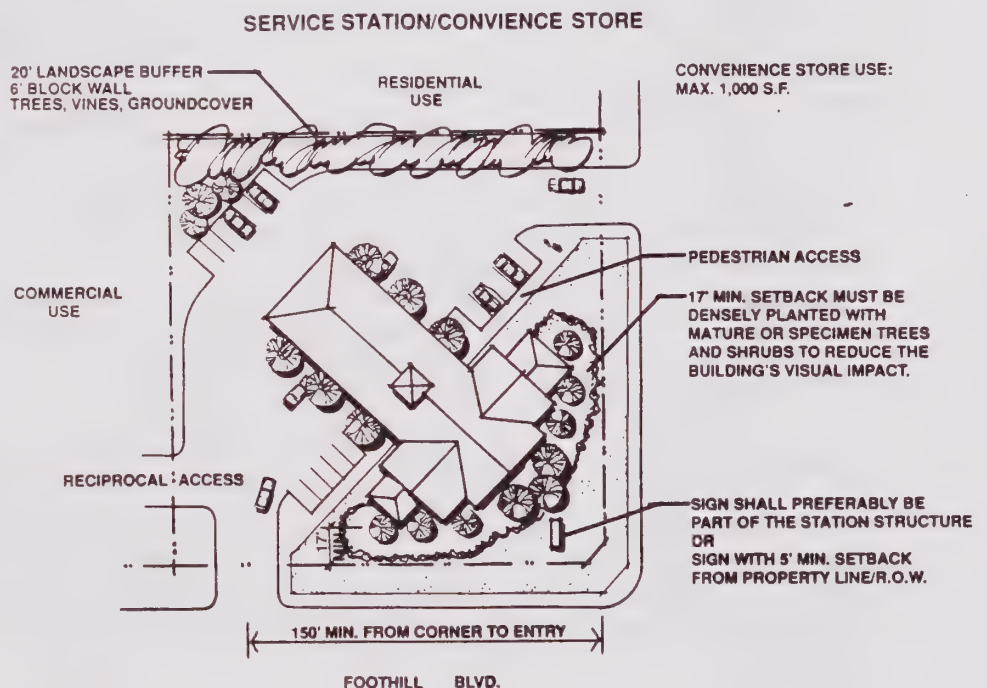 SERVICE STATION/CONVIENCE STORE
20' LANDSCAPE BUFFER
6' BLOCK WALL
TREES, VINES, GROUNDCOVER
RESIDENTIAL
USE
CONVENIENCE STORE USE:
MAX. 1,000 S.F.
PEDESTRIAN ACCESS
COMMERCIAL
USE
17' MIN. SETBACK MUST BE
DENSELY PLANTED WITH
MATURE OR SPECIMEN TREES
AND SHRUBS TO REDUCE THE
BUILDING'S VISUAL IMPACT.
RECIPROCAL ACCESS
SIGN SHALL PREFERABLY BE
PART OF THE STATION STRUCTURE
OR
SIGN WITH 5' MIN. SETBACK
FROM PROPERTY LINE/R.O.W.
17'
150' MIN. FROM CORNER TO ENTRY
FOOTHILL BLVD.